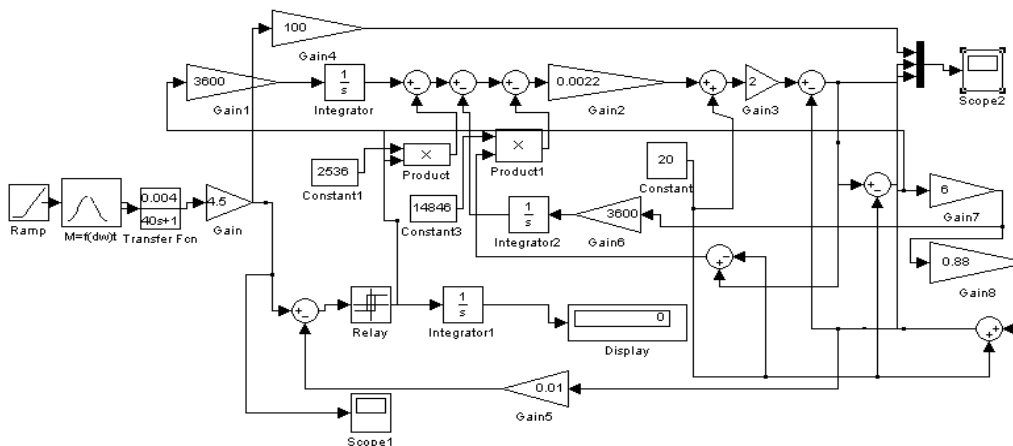 100
Gain4
3600
Gain1
1
s
Integrator
+
−
+
−
+
−
0.0022
Gain2
+
+
2
Gain3
+
−
Scope2
2536
Constant1
×
Product
×
Product1
14846
Constant3
20
Constant
+
−
6
Gain7
Ramp
M=f(dw)t
0.004
40s+1
Transfer Fcn
4.5
Gain
1
s
Integrator2
3600
Gain6
−
+
0.88
Gain8
+
−
Relay
1
s
Integrator1
0
Display
+
+
0.01
Gain5
Scope1